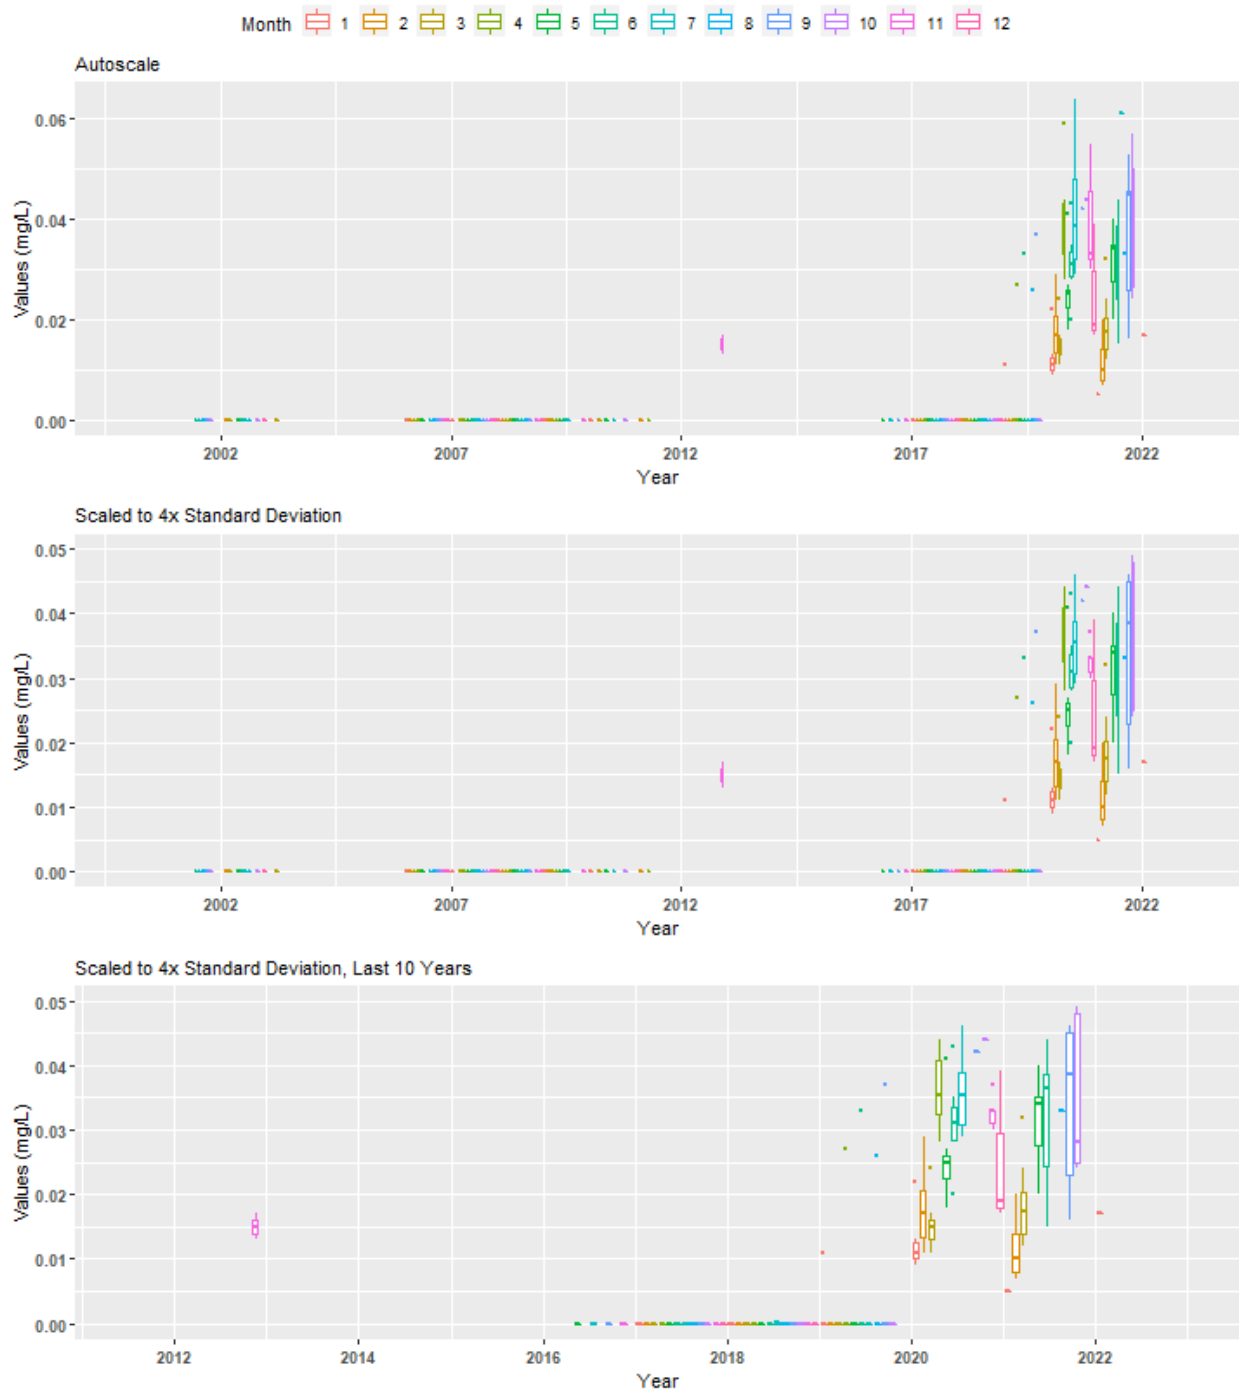 Month 1 2 3 4 5 6 7 8 9 10 11 12
Autoscale
0.06
0.04
0.02
0.00
Values (mg/L)
2002 2007 2012 2017 2022
Year
Scaled to 4x Standard Deviation
0.05
0.04
0.03
0.02
0.01
0.00
Values (mg/L)
2002 2007 2012 2017 2022
Year
Scaled to 4x Standard Deviation, Last 10 Years
0.05
0.04
0.03
0.02
0.01
0.00
Values (mg/L)
2012 2014 2016 2018 2020 2022
Year